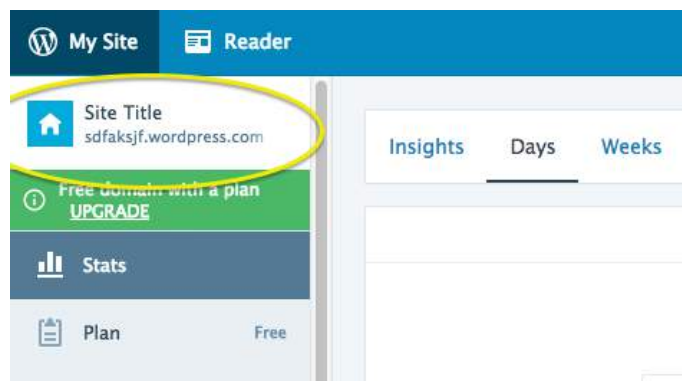 My Site Reader
Site Title
sdfaksjf.wordpress.com
Insights Days Weeks
Free domain with a plan
UPGRADE
Stats
Plan Free